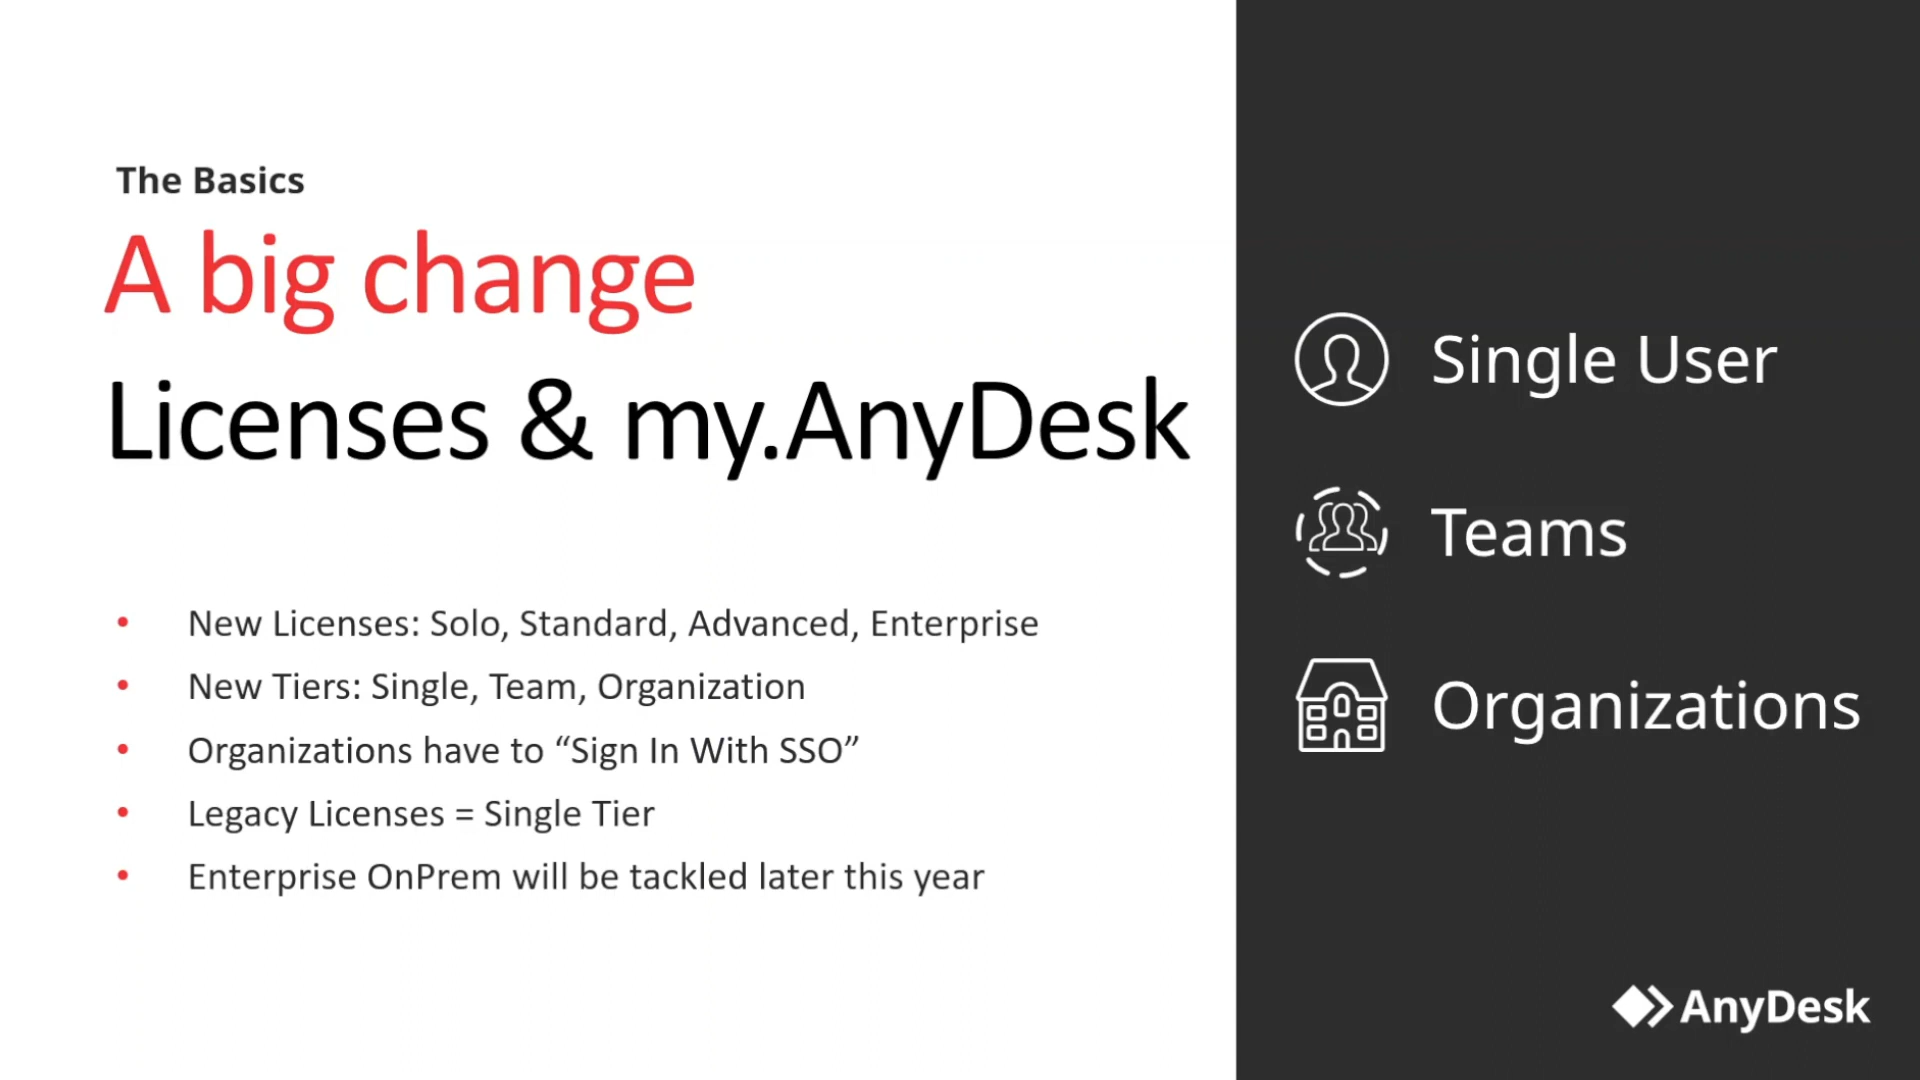 The Basics
A big change
Licenses & my.AnyDesk
• New Licenses: Solo, Standard, Advanced, Enterprise
• New Tiers: Single, Team, Organization
• Organizations have to “Sign In With SSO”
• Legacy Licenses = Single Tier
• Enterprise OnPrem will be tackled later this year
Single User
Teams
Organizations
AnyDesk